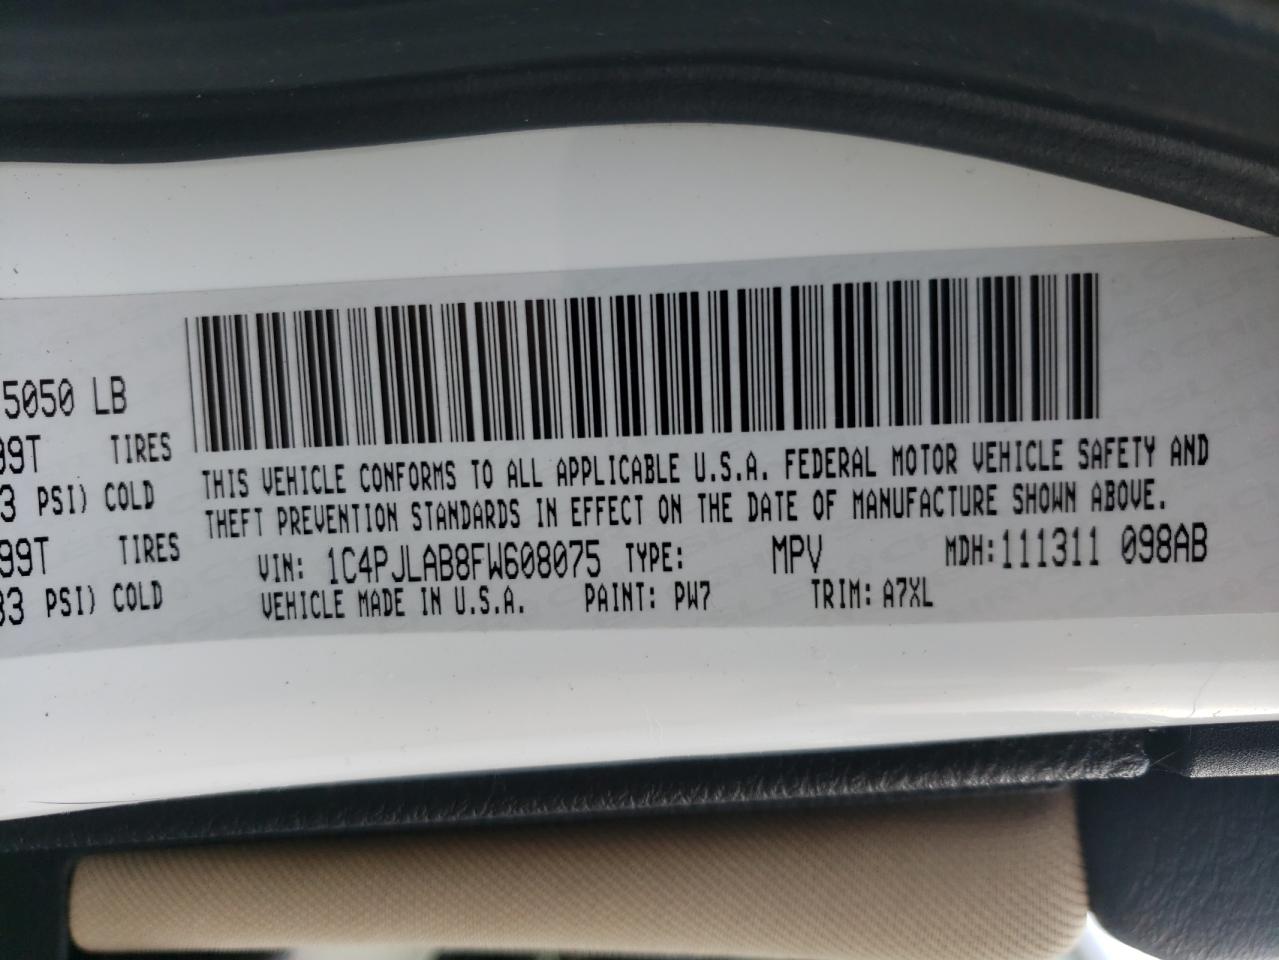 5050 LB
99T TIRES
3 PSI) COLD
99T TIRES
33 PSI) COLD
THIS VEHICLE CONFORMS TO ALL APPLICABLE U.S.A. FEDERAL MOTOR VEHICLE SAFETY AND
THEFT PREVENTION STANDARDS IN EFFECT ON THE DATE OF MANUFACTURE SHOWN ABOVE.
VIN: 1C4PJLAB8FW608075 TYPE: MPV MDH:111311 098AB
VEHICLE MADE IN U.S.A. PAINT: PW7 TRIM: A7XL